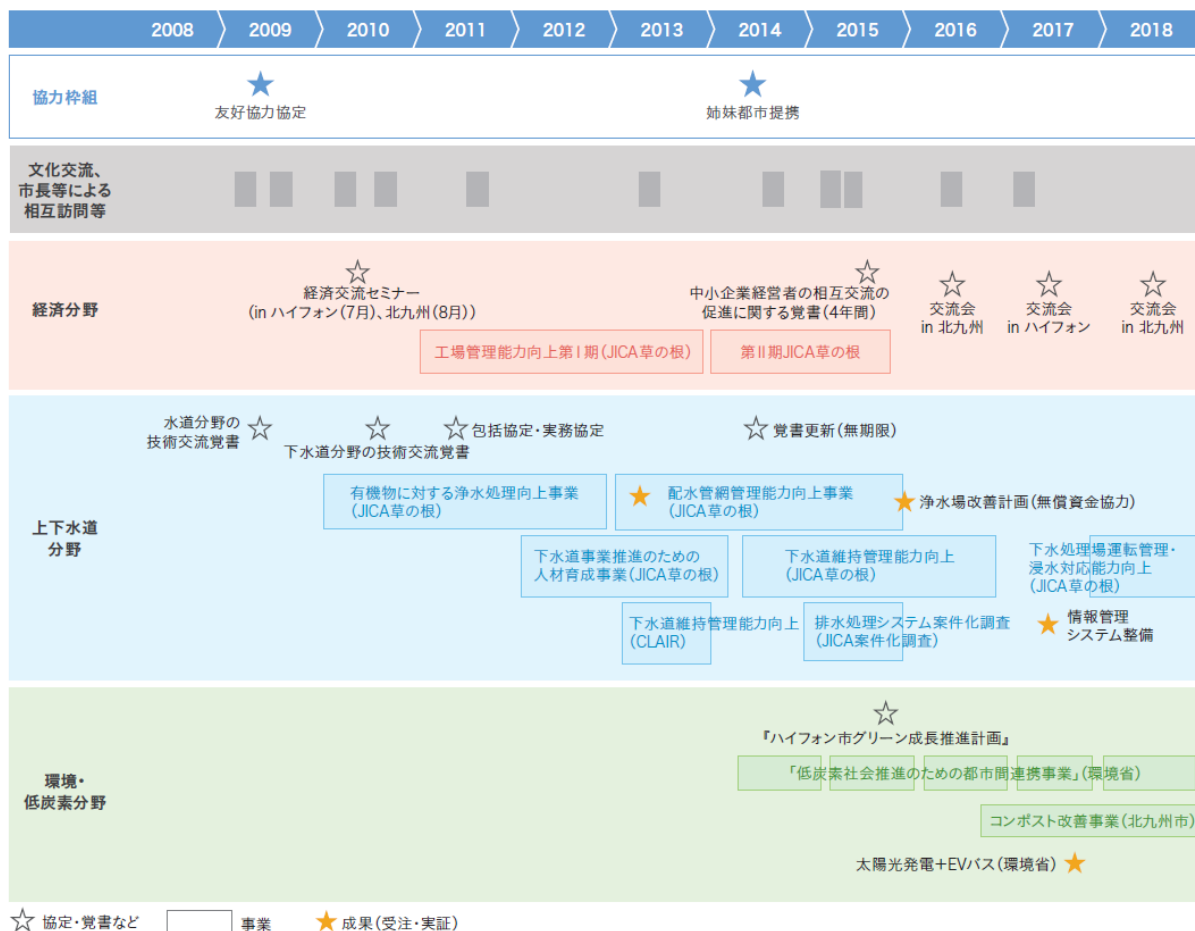 2008 2009 2010 2011 2012 2013 2014 2015 2016 2017 2018
協力枠組
友好協力協定
姉妹都市提携
文化交流、
市長等による
相互訪問等
経済分野
経済交流セミナー
(in ハイフォン(7月)、北九州(8月))
中小企業経営者の相互交流の
促進に関する覚書(4年間)
交流会
in 北九州
交流会
in ハイフォン
交流会
in 北九州
工場管理能力向上第Ⅰ期(JICA草の根)
第Ⅱ期JICA草の根
上下水道
分野
水道分野の
技術交流覚書
下水道分野の技術交流覚書
包括協定・実務協定
覚書更新(無期限)
有機物に対する浄水処理向上事業
(JICA草の根)
配水管網管理能力向上事業
(JICA草の根)
浄水場改善計画(無償資金協力)
下水道事業推進のための
人材育成事業(JICA草の根)
下水道維持管理能力向上
(JICA草の根)
下水処理場運転管理・
浸水対応能力向上
(JICA草の根)
下水道維持管理能力向上
(CLAIR)
排水処理システム案件化調査
(JICA案件化調査)
情報管理
システム整備
環境・
低炭素分野
『ハイフォン市グリーン成長推進計画』
「低炭素社会推進のための都市間連携事業」(環境省)
コンポスト改善事業(北九州市)
太陽光発電+EVバス(環境省)
協定・覚書など
事業
成果(受注・実証)